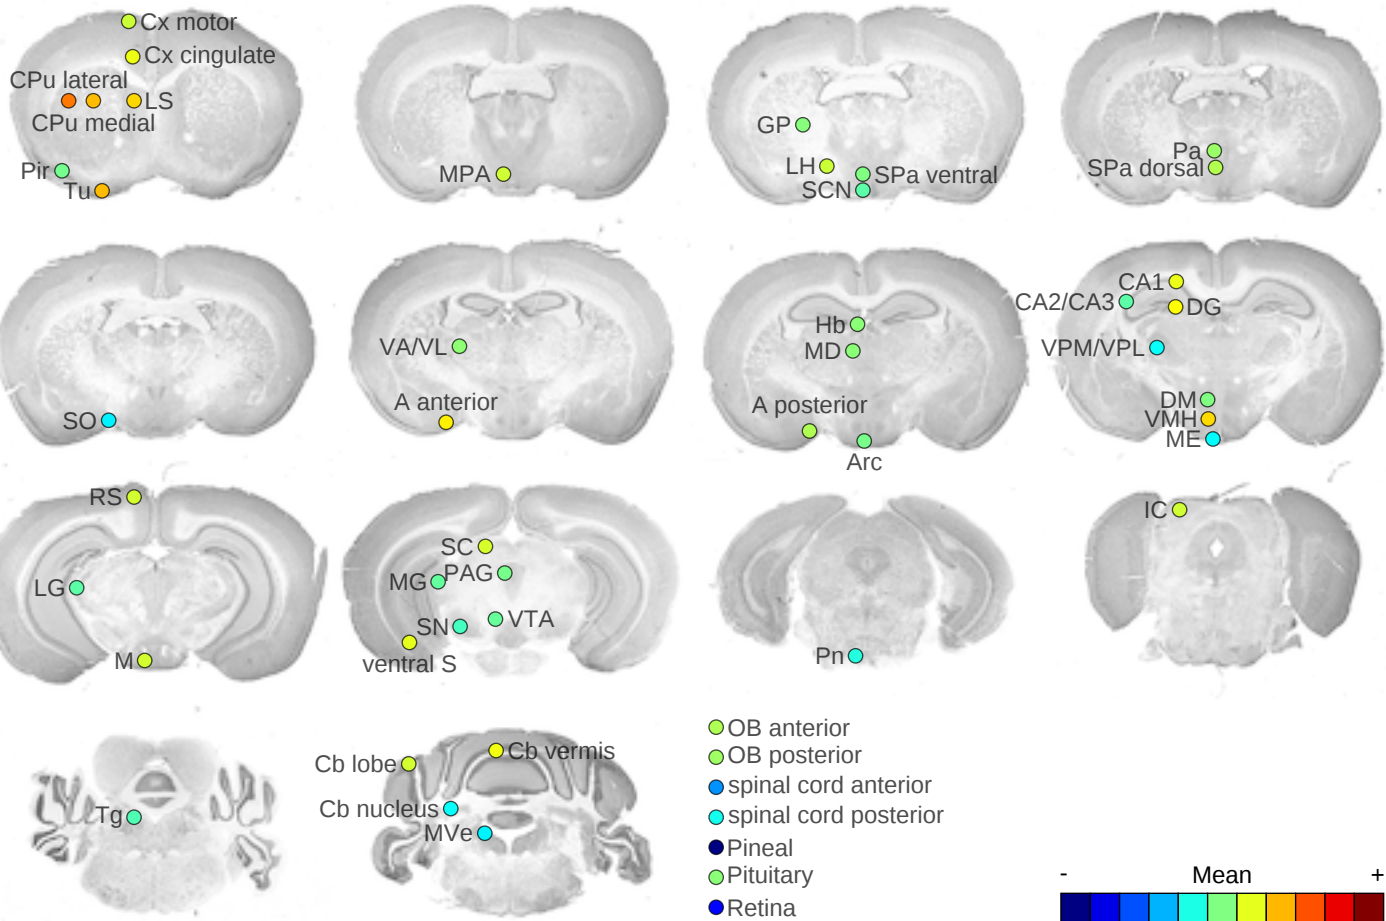 Cx motor
Cx cingulate
CPu lateral
LS
CPu medial
Pir
Tu
MPA
GP
LH
SPa ventral
SCN
Pa
SPa dorsal
SO
VA/VL
A anterior
Hb
MD
A posterior
Arc
CA1
CA2/CA3
DG
VPM/VPL
DM
VMH
ME
RS
LG
M
SC
MG
PAG
SN
VTA
ventral S
Pn
IC
Tg
Cb lobe
Cb vermis
Cb nucleus
MVe
OB anterior
OB posterior
spinal cord anterior
spinal cord posterior
Pineal
Pituitary
Retina
- Mean +